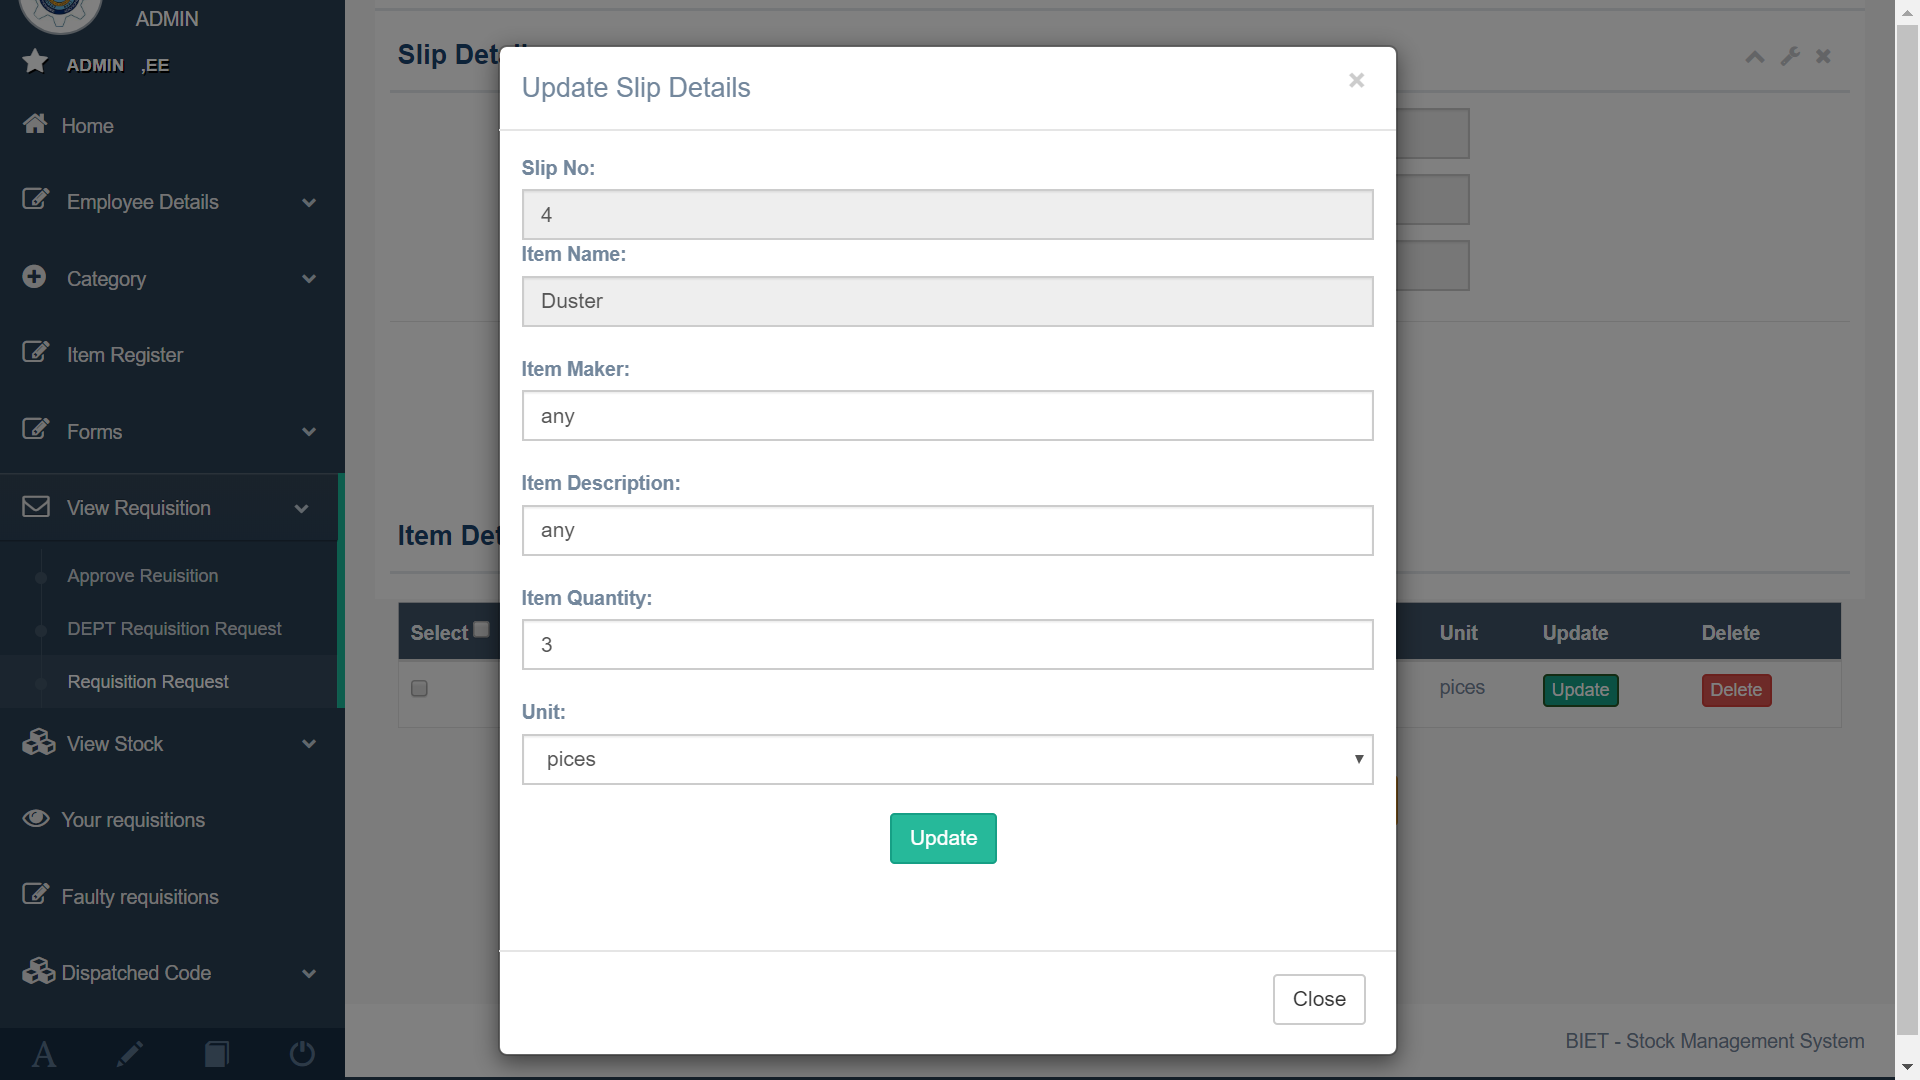 ADMIN
ADMIN ,EE
Home
Employee Details
Category
Item Register
Forms
View Requisition
Approve Reuisition
DEPT Requisition Request
Requisition Request
View Stock
Your requisitions
Faulty requisitions
Dispatched Code
Slip Det
Update Slip Details
×
Slip No:
4
Item Name:
Duster
Item Maker:
any
Item Description:
any
Item Quantity:
3
Unit:
pices
Update
Close
Item Det
Select Unit Update Delete
pices Update Delete
BIET - Stock Management System